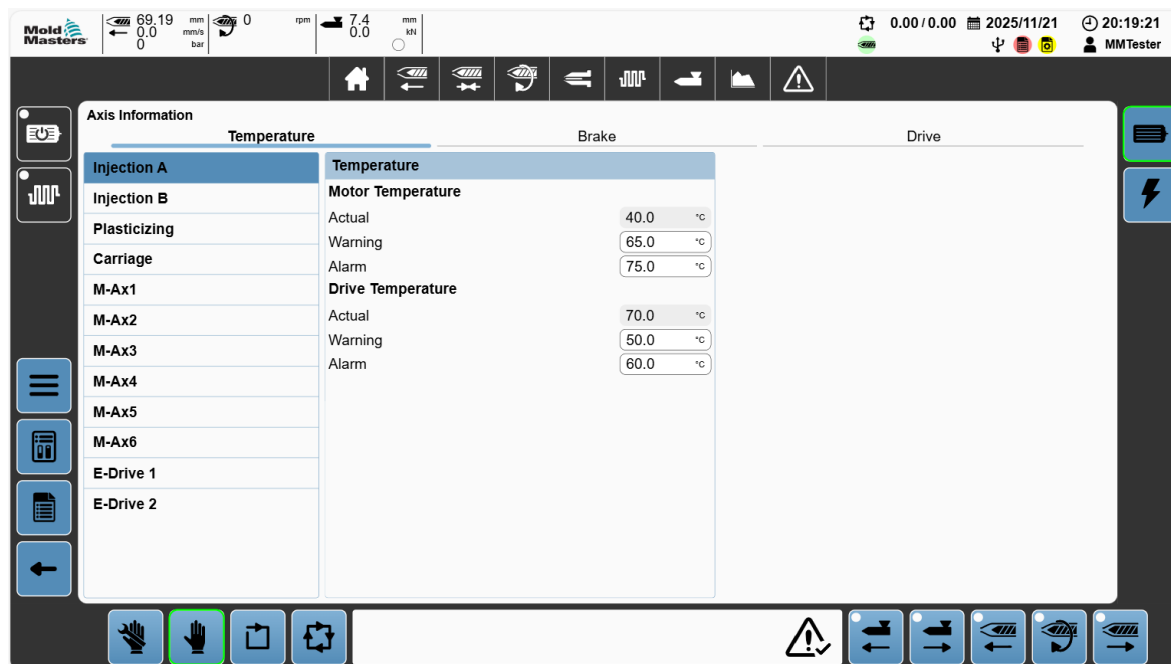 Mold
Masters
69.19 mm
0.0 mm/s
0 bar
0 rpm
7.4 mm
0.0 kN
0.00 / 0.00 2025/11/21 20:19:21
MMTester
Axis Information
Temperature Brake Drive
Injection A
Injection B
Plasticizing
Carriage
M-Ax1
M-Ax2
M-Ax3
M-Ax4
M-Ax5
M-Ax6
E-Drive 1
E-Drive 2
Temperature
Motor Temperature
Actual 40.0 °C
Warning 65.0 °C
Alarm 75.0 °C
Drive Temperature
Actual 70.0 °C
Warning 50.0 °C
Alarm 60.0 °C